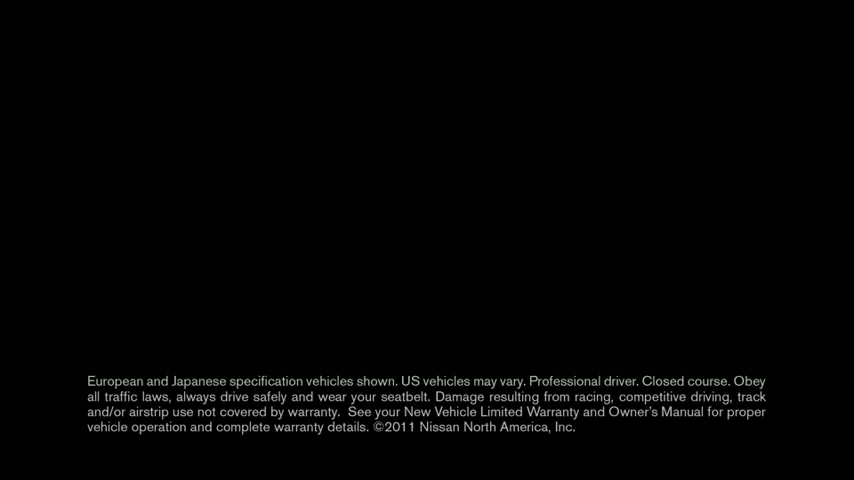 European and Japanese specification vehicles shown. US vehicles may vary. Professional driver. Closed course. Obey
all traffic laws, always drive safely and wear your seatbelt. Damage resulting from racing, competitive driving, track
and/or airstrip use not covered by warranty.  See your New Vehicle Limited Warranty and Owner's Manual for proper
vehicle operation and complete warranty details. ©2011 Nissan North America, Inc.